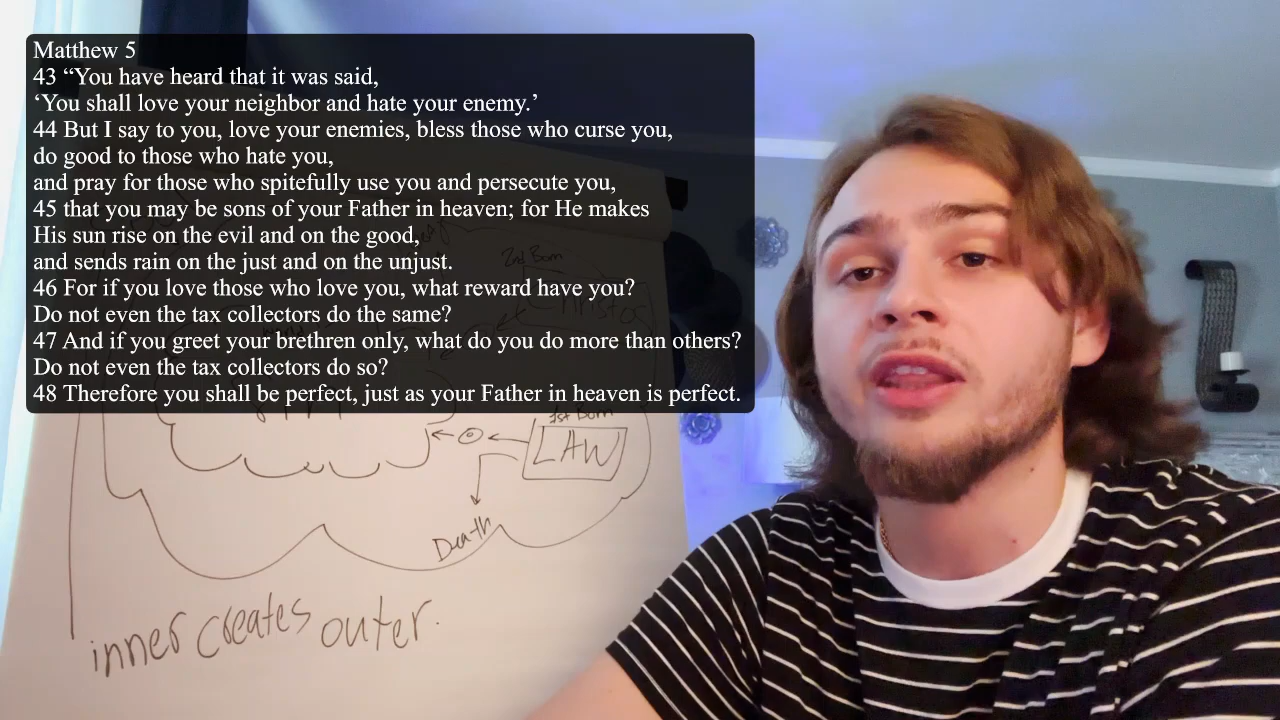 Matthew 5
43 “You have heard that it was said,
‘You shall love your neighbor and hate your enemy.’
44 But I say to you, love your enemies, bless those who curse you,
do good to those who hate you,
and pray for those who spitefully use you and persecute you,
45 that you may be sons of your Father in heaven; for He makes
His sun rise on the evil and on the good,
and sends rain on the just and on the unjust.
46 For if you love those who love you, what reward have you?
Do not even the tax collectors do the same?
47 And if you greet your brethren only, what do you do more than others?
Do not even the tax collectors do so?
48 Therefore you shall be perfect, just as your Father in heaven is perfect.
2nd Born
Christos
1st Born
LAW
Death
inner creates outer.